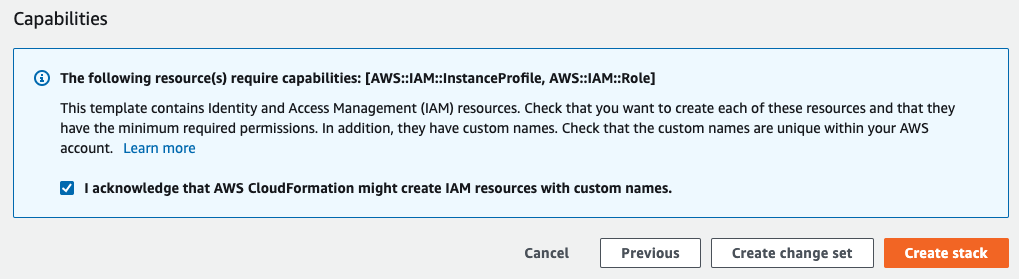 Capabilities
The following resource(s) require capabilities: [AWS::IAM::InstanceProfile, AWS::IAM::Role]
This template contains Identity and Access Management (IAM) resources. Check that you want to create each of these resources and that they
have the minimum required permissions. In addition, they have custom names. Check that the custom names are unique within your AWS
account. Learn more
I acknowledge that AWS CloudFormation might create IAM resources with custom names.
Cancel Previous Create change set Create stack